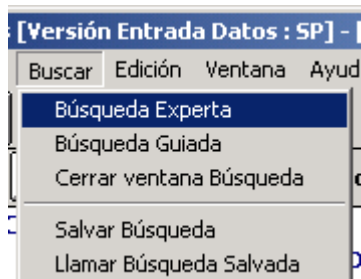 [Versión Entrada Datos : SP] - [
Buscar Edición Ventana Ayud
Búsqueda Experta
Búsqueda Guiada
Cerrar ventana Búsqueda
Salvar Búsqueda
Llamar Búsqueda Salvada